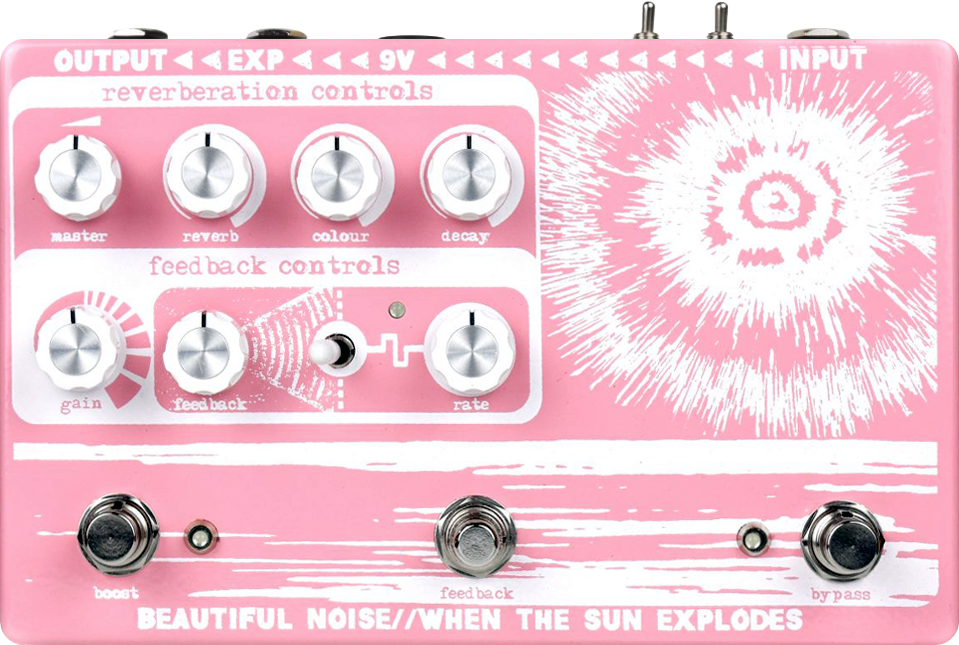 OUTPUT EXP 9V INPUT
reverberation controls
master reverb colour decay
feedback controls
gain feedback rate
boost feedback bypass
BEAUTIFUL NOISE//WHEN THE SUN EXPLODES